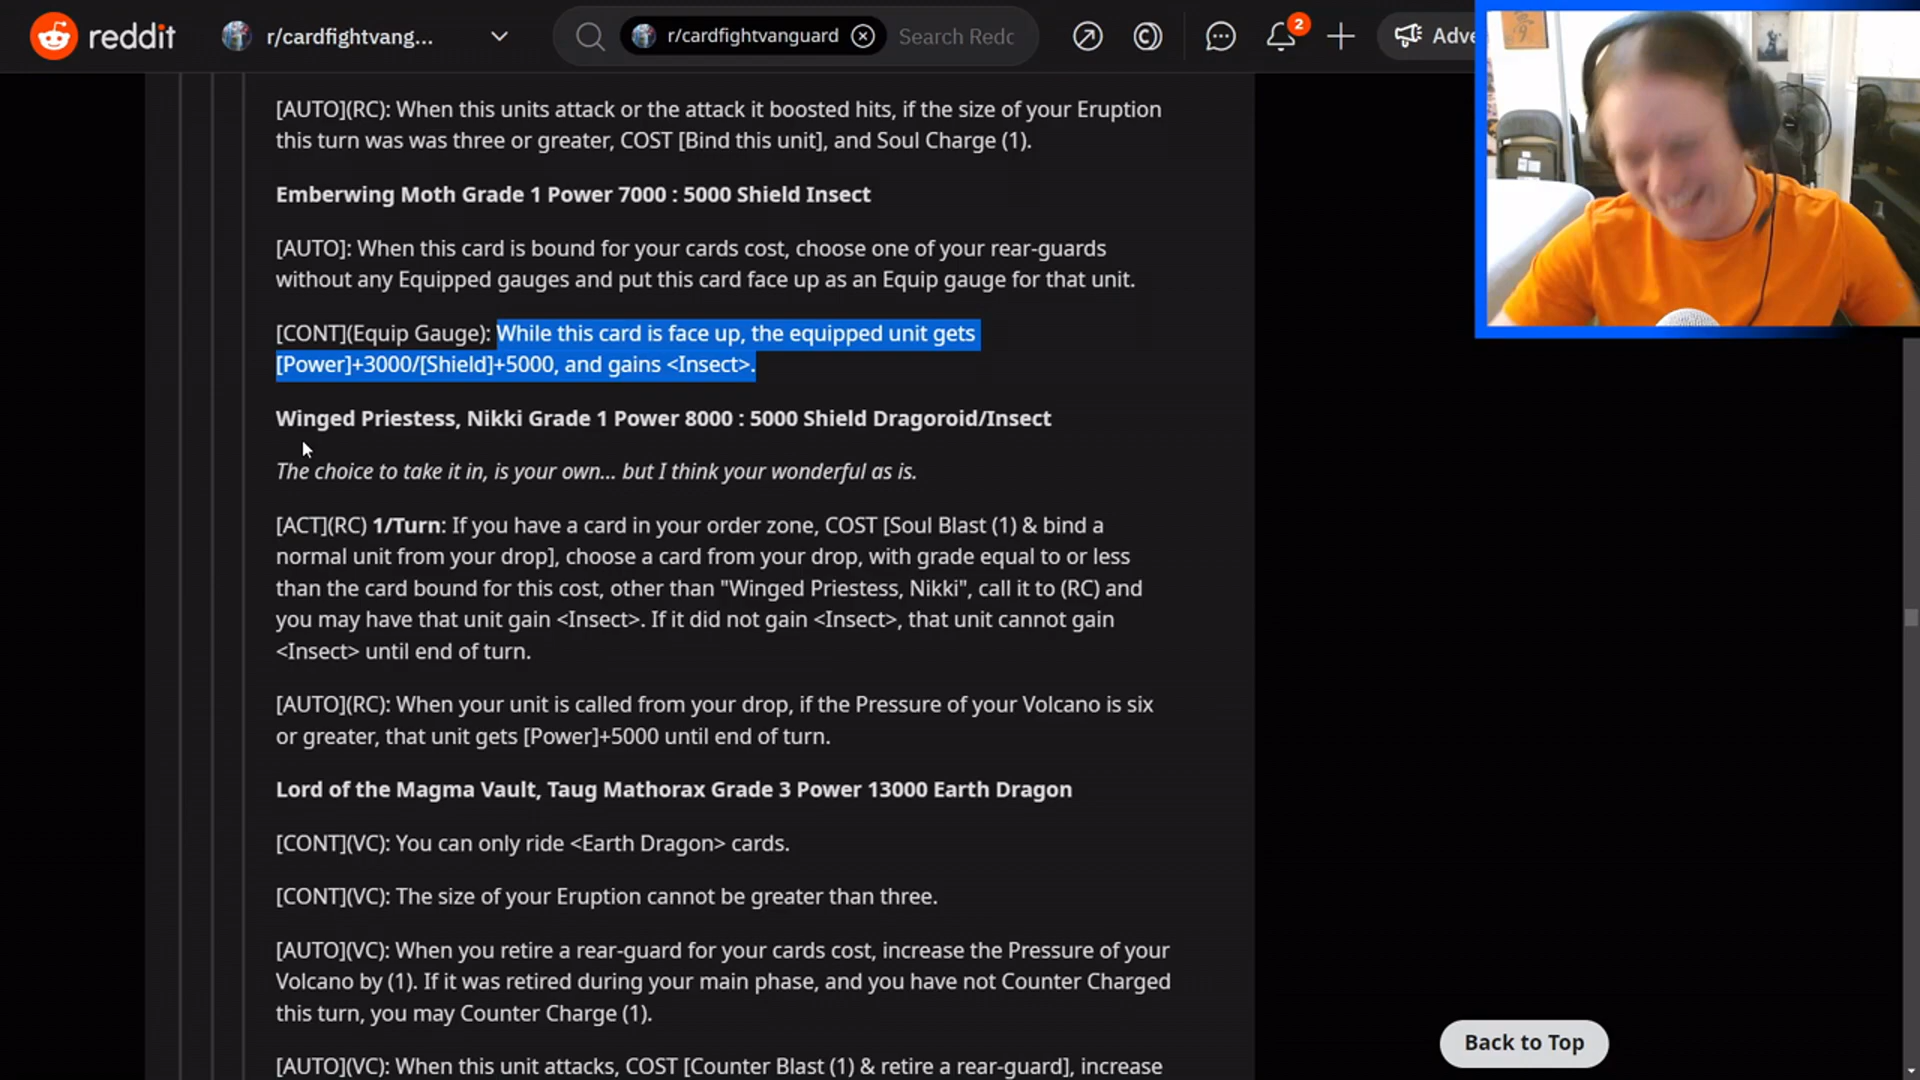 reddit
r/cardfightvang...
r/cardfightvanguard
Search Redc
2
Adve
[AUTO](RC): When this units attack or the attack it boosted hits, if the size of your Eruption
this turn was was three or greater, COST [Bind this unit], and Soul Charge (1).
Emberwing Moth Grade 1 Power 7000 : 5000 Shield Insect
[AUTO]: When this card is bound for your cards cost, choose one of your rear-guards
without any Equipped gauges and put this card face up as an Equip gauge for that unit.
[CONT](Equip Gauge): While this card is face up, the equipped unit gets
[Power]+3000/[Shield]+5000, and gains <Insect>.
Winged Priestess, Nikki Grade 1 Power 8000 : 5000 Shield Dragoroid/Insect
The choice to take it in, is your own... but I think your wonderful as is.
[ACT](RC) 1/Turn: If you have a card in your order zone, COST [Soul Blast (1) & bind a
normal unit from your drop], choose a card from your drop, with grade equal to or less
than the card bound for this cost, other than "Winged Priestess, Nikki", call it to (RC) and
you may have that unit gain <Insect>. If it did not gain <Insect>, that unit cannot gain
<Insect> until end of turn.
[AUTO](RC): When your unit is called from your drop, if the Pressure of your Volcano is six
or greater, that unit gets [Power]+5000 until end of turn.
Lord of the Magma Vault, Taug Mathorax Grade 3 Power 13000 Earth Dragon
[CONT](VC): You can only ride <Earth Dragon> cards.
[CONT](VC): The size of your Eruption cannot be greater than three.
[AUTO](VC): When you retire a rear-guard for your cards cost, increase the Pressure of your
Volcano by (1). If it was retired during your main phase, and you have not Counter Charged
this turn, you may Counter Charge (1).
[AUTO](VC): When this unit attacks, COST [Counter Blast (1) & retire a rear-guard], increase
Back to Top